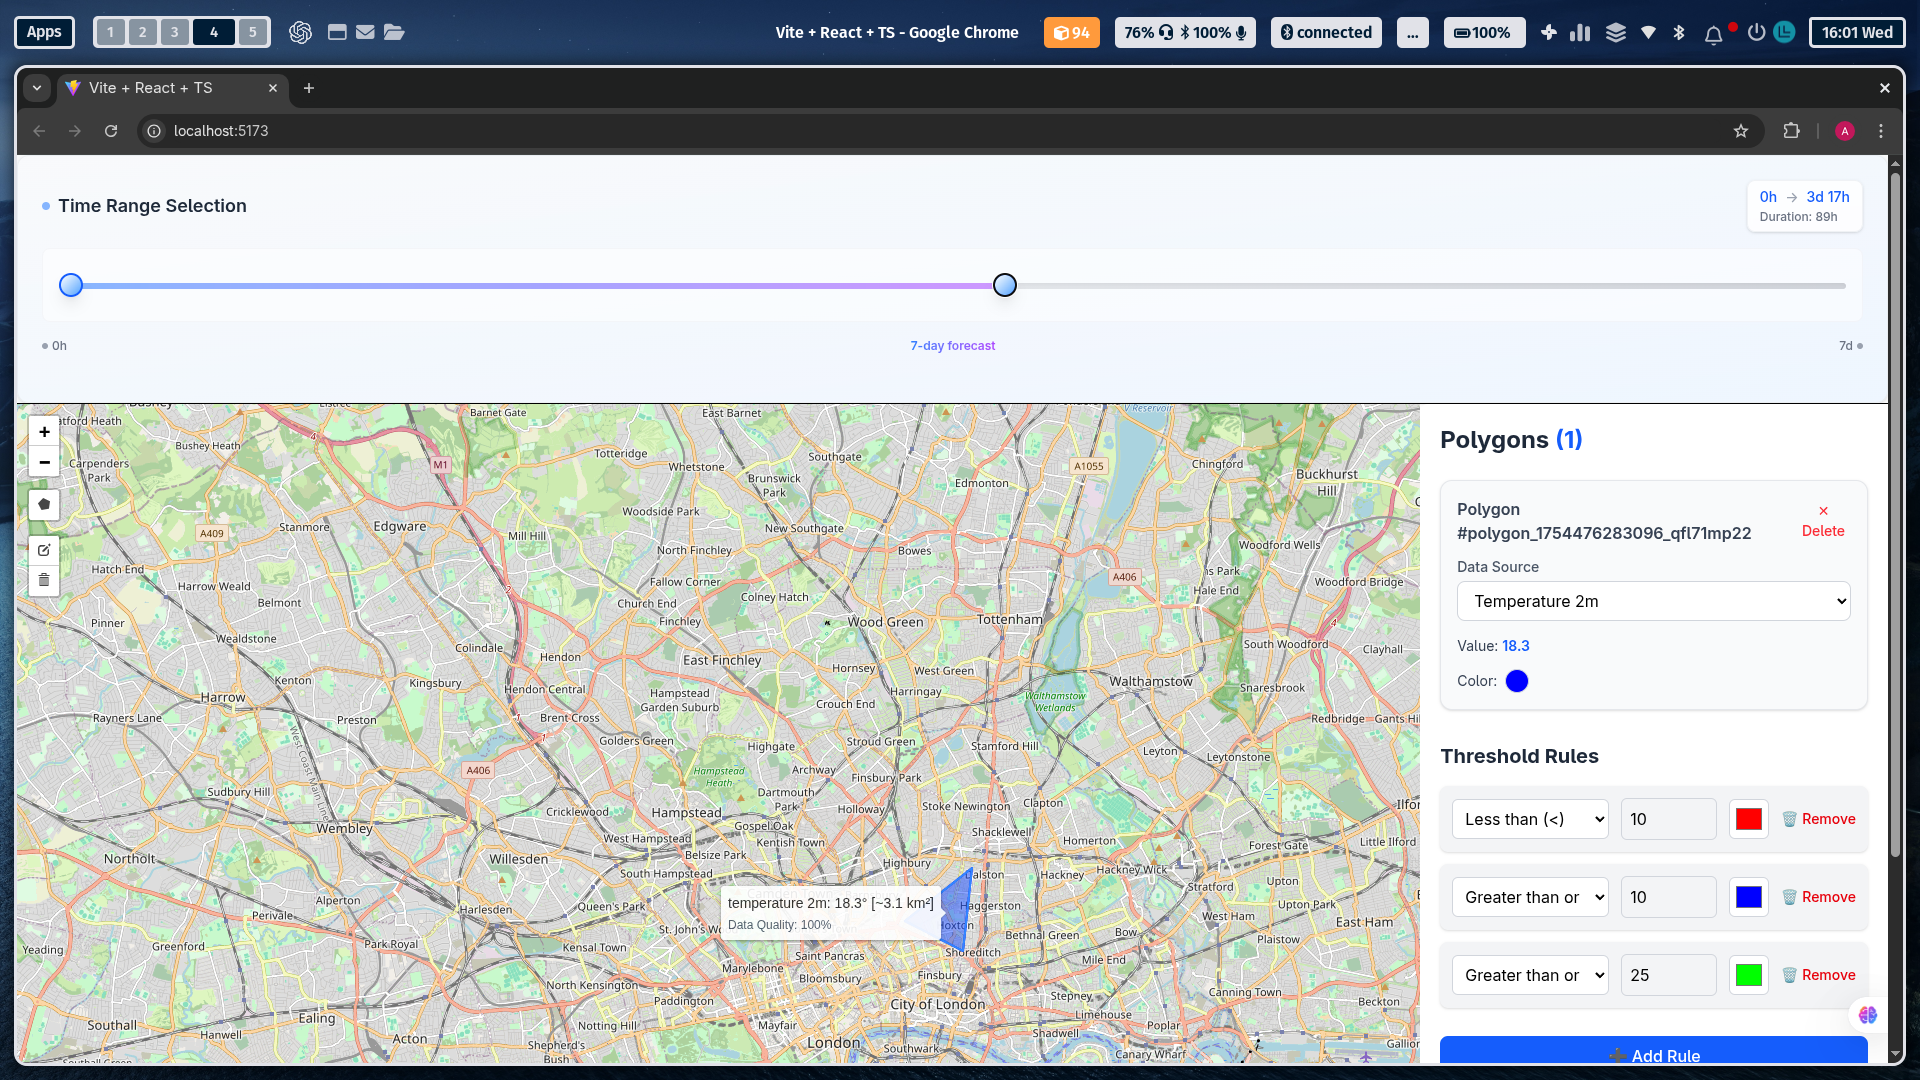 Apps
1 2 3 4 5
Vite + React + TS - Google Chrome
94
76% 100%
connected
...
100%
16:01 Wed
Vite + React + TS
localhost:5173
A
Time Range Selection
0h → 3d 17h
Duration: 89h
0h
7-day forecast
7d
Polygons (1)
Polygon
#polygon_1754476283096_qfl71mp22
× Delete
Data Source
Temperature 2m
Value: 18.3
Color:
Threshold Rules
Less than (<) 10 Remove
Greater than or 10 Remove
Greater than or 25 Remove
➕ Add Rule
+
−
Barnet Gate
East Barnet
Bushey Heath
Totteridge
Southgate
Chingford
Carpenders Park
M1
Whetstone
A1055
Buckhurst Hill
Brunswick Park
Edmonton
Woodside Park
Stanmore
Edgware
New Southgate
A409
Mill Hill
North Finchley
Bowes
Woodford Wells
Hatch End
Harrow Weald
Fallow Corner
A406
Woodford Bridge
Colney Hatch
Hale End
Belmont
Church End
Finchley
Pinner
Wood Green
Tottenham
Wealdstone
Colindale
South Woodford
Clayhall
Hendon
East Finchley
Hornsey
West Green
Kenton
Kingsbury
Walthamstow
Harrow
Hendon Central
Hampstead Garden Suburb
Harringay
Walthamstow Wetlands
Snaresbrook
Crouch End
Rayners Lane
Preston
Brent Cross
Redbridge
Gants Hi
Golders Green
Highgate
Stroud Green
Stamford Hill
Leyton
Leytonstone
West Coast Main Line
A406
Hampstead Heath
Archway
Finsbury Park
Sudbury Hill
Dartmouth Park
Cricklewood
Hampstead
Holloway
Stoke Newington
Clapton
Ilfor
Wembley
Gospel Oak
Kentish Town
Shacklewell
West Hampstead
Homerton
Forest Gate
Little Ilford
Northolt
Willesden
Belsize Park
Highbury
South Hampstead
Dalston
Hackney
Hackney Wick
Stratford
Upton
Upton Park
temperature 2m: 18.3° [~3.1 km²]
Data Quality: 100%
Haggerston
Hoxton
Alperton
Harlesden
Queen's Park
Perivale
West Ham
East Ham
Yeading
Greenford
Park Royal
Kensal Town
St. John's Wo
Bethnal Green
Bow
Plaistow
Saint Pancras
Shoreditch
Marylebone
Bloomsbury
Finsbury
Mile End
North Kensington
Paddington
City of London
Stepney
Canning Town
Beckton
Southall
Ealing
Hanwell
Notting Hill
Mayfair
Limehouse
Poplar
Acton
Shepherd's Bush
London
Southwark
Shadwell
Canary Wharf
Gallion